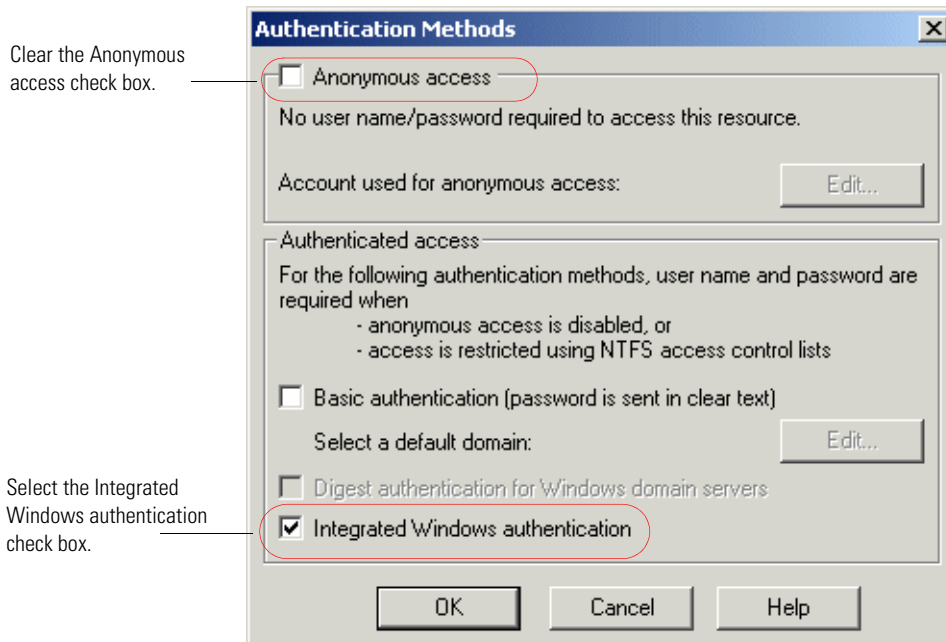 Authentication Methods
Clear the Anonymous
access check box.
Anonymous access
No user name/password required to access this resource.
Account used for anonymous access:
Edit...
Authenticated access
For the following authentication methods, user name and password are
required when
- anonymous access is disabled, or
- access is restricted using NTFS access control lists
Basic authentication (password is sent in clear text)
Select a default domain:
Edit...
Digest authentication for Windows domain servers
Select the Integrated
Windows authentication
check box.
Integrated Windows authentication
OK
Cancel
Help